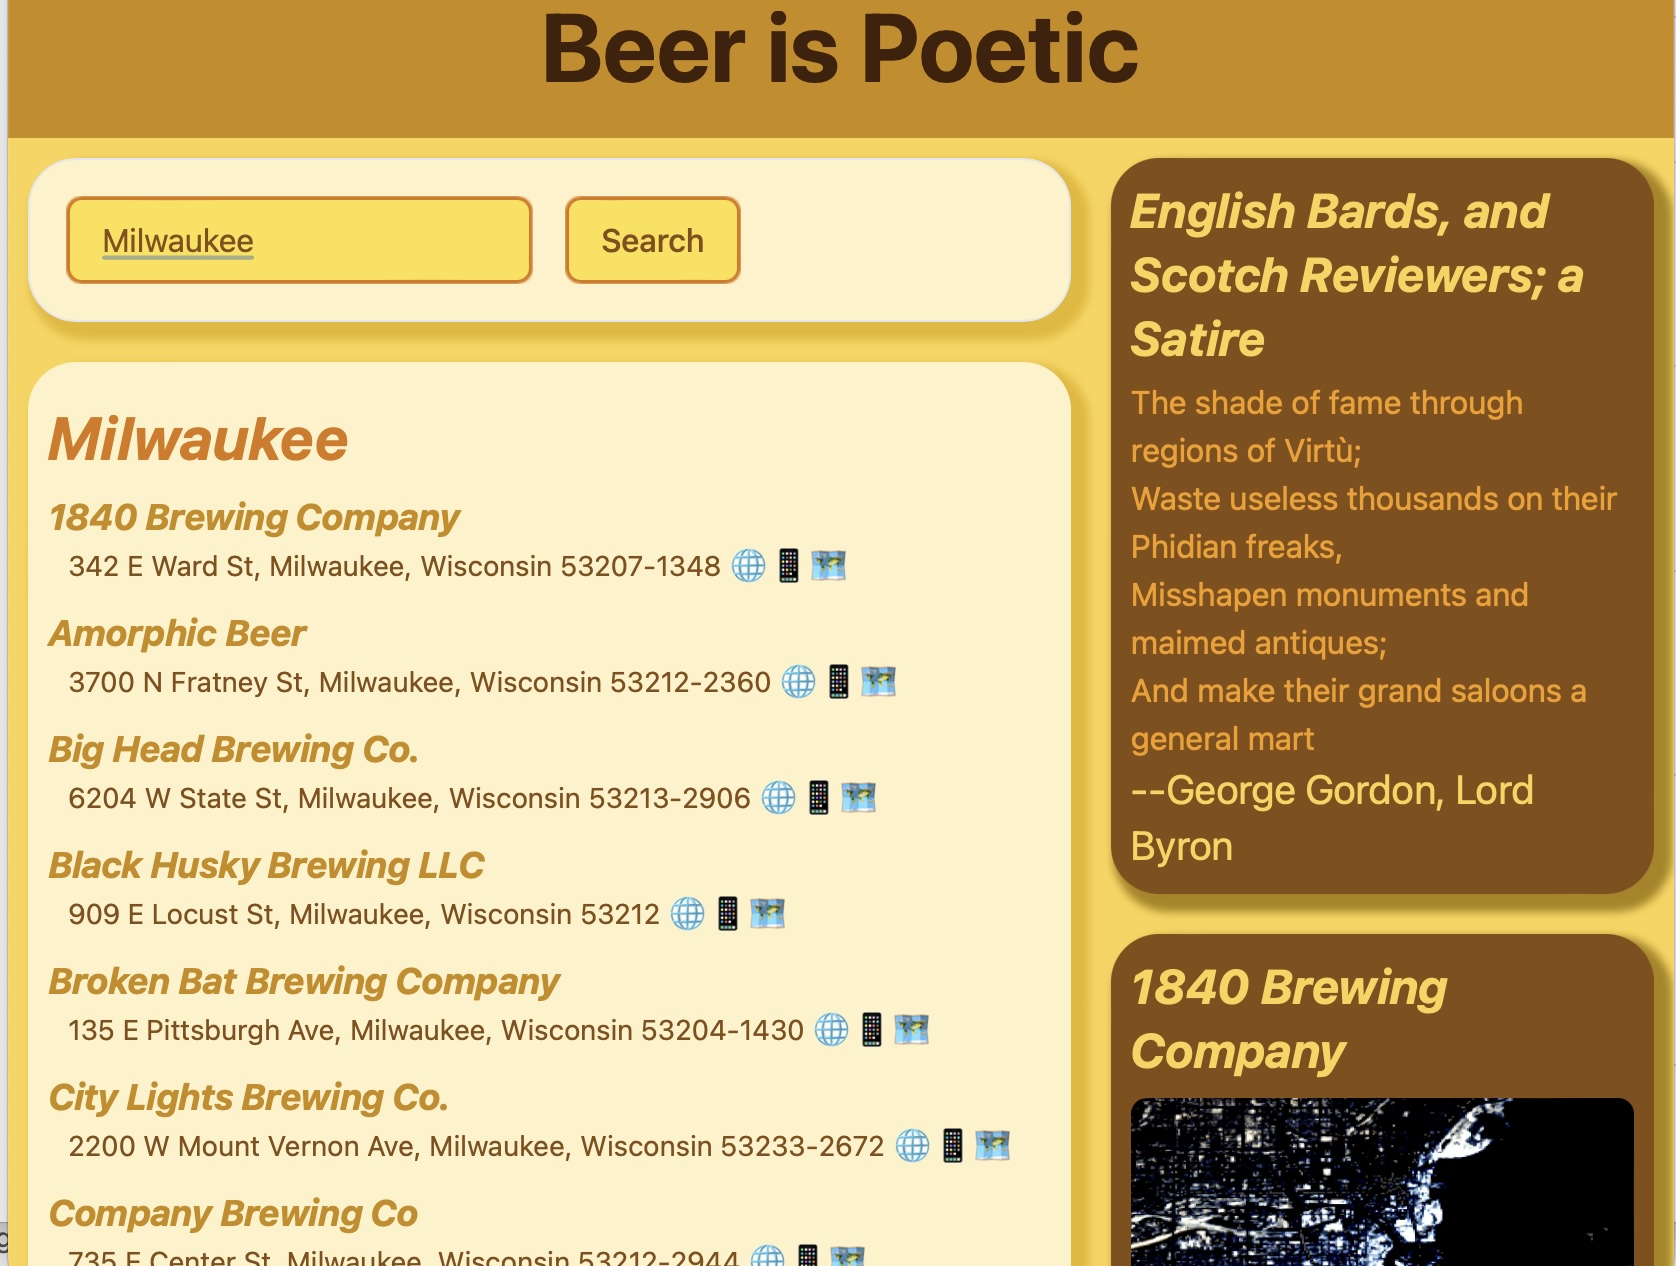 Beer is Poetic
Milwaukee
Search
Milwaukee
1840 Brewing Company
342 E Ward St, Milwaukee, Wisconsin 53207-1348
Amorphic Beer
3700 N Fratney St, Milwaukee, Wisconsin 53212-2360
Big Head Brewing Co.
6204 W State St, Milwaukee, Wisconsin 53213-2906
Black Husky Brewing LLC
909 E Locust St, Milwaukee, Wisconsin 53212
Broken Bat Brewing Company
135 E Pittsburgh Ave, Milwaukee, Wisconsin 53204-1430
City Lights Brewing Co.
2200 W Mount Vernon Ave, Milwaukee, Wisconsin 53233-2672
Company Brewing Co
735 E Center St, Milwaukee, Wisconsin 53212-2944
English Bards, and
Scotch Reviewers; a
Satire
The shade of fame through
regions of Virtù;
Waste useless thousands on their
Phidian freaks,
Misshapen monuments and
maimed antiques;
And make their grand saloons a
general mart
--George Gordon, Lord
Byron
1840 Brewing
Company